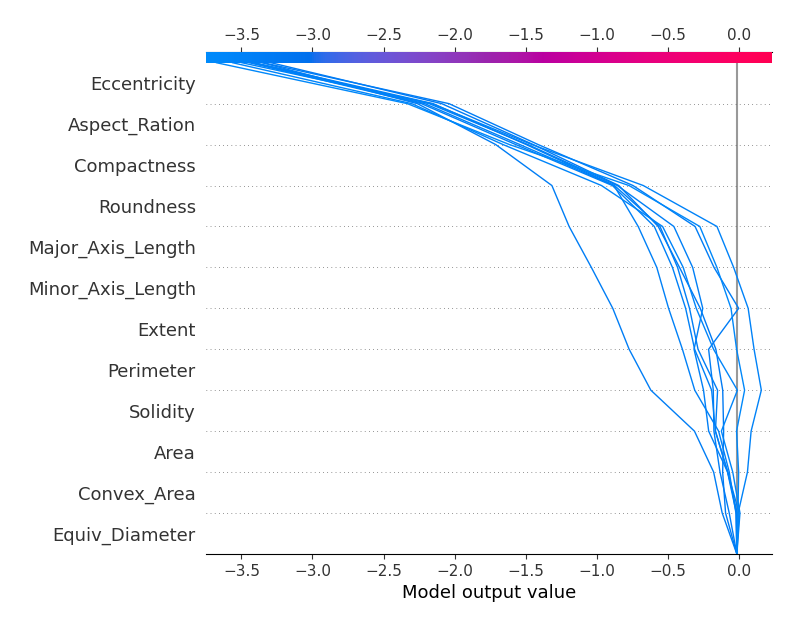 −3.5 −3.0 −2.5 −2.0 −1.5 −1.0 −0.5 0.0
Eccentricity
Aspect_Ration
Compactness
Roundness
Major_Axis_Length
Minor_Axis_Length
Extent
Perimeter
Solidity
Area
Convex_Area
Equiv_Diameter
−3.5 −3.0 −2.5 −2.0 −1.5 −1.0 −0.5 0.0
Model output value